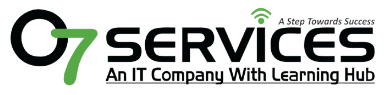 A Step Towards Success
O7 SERVICES
An IT Company With Learning Hub